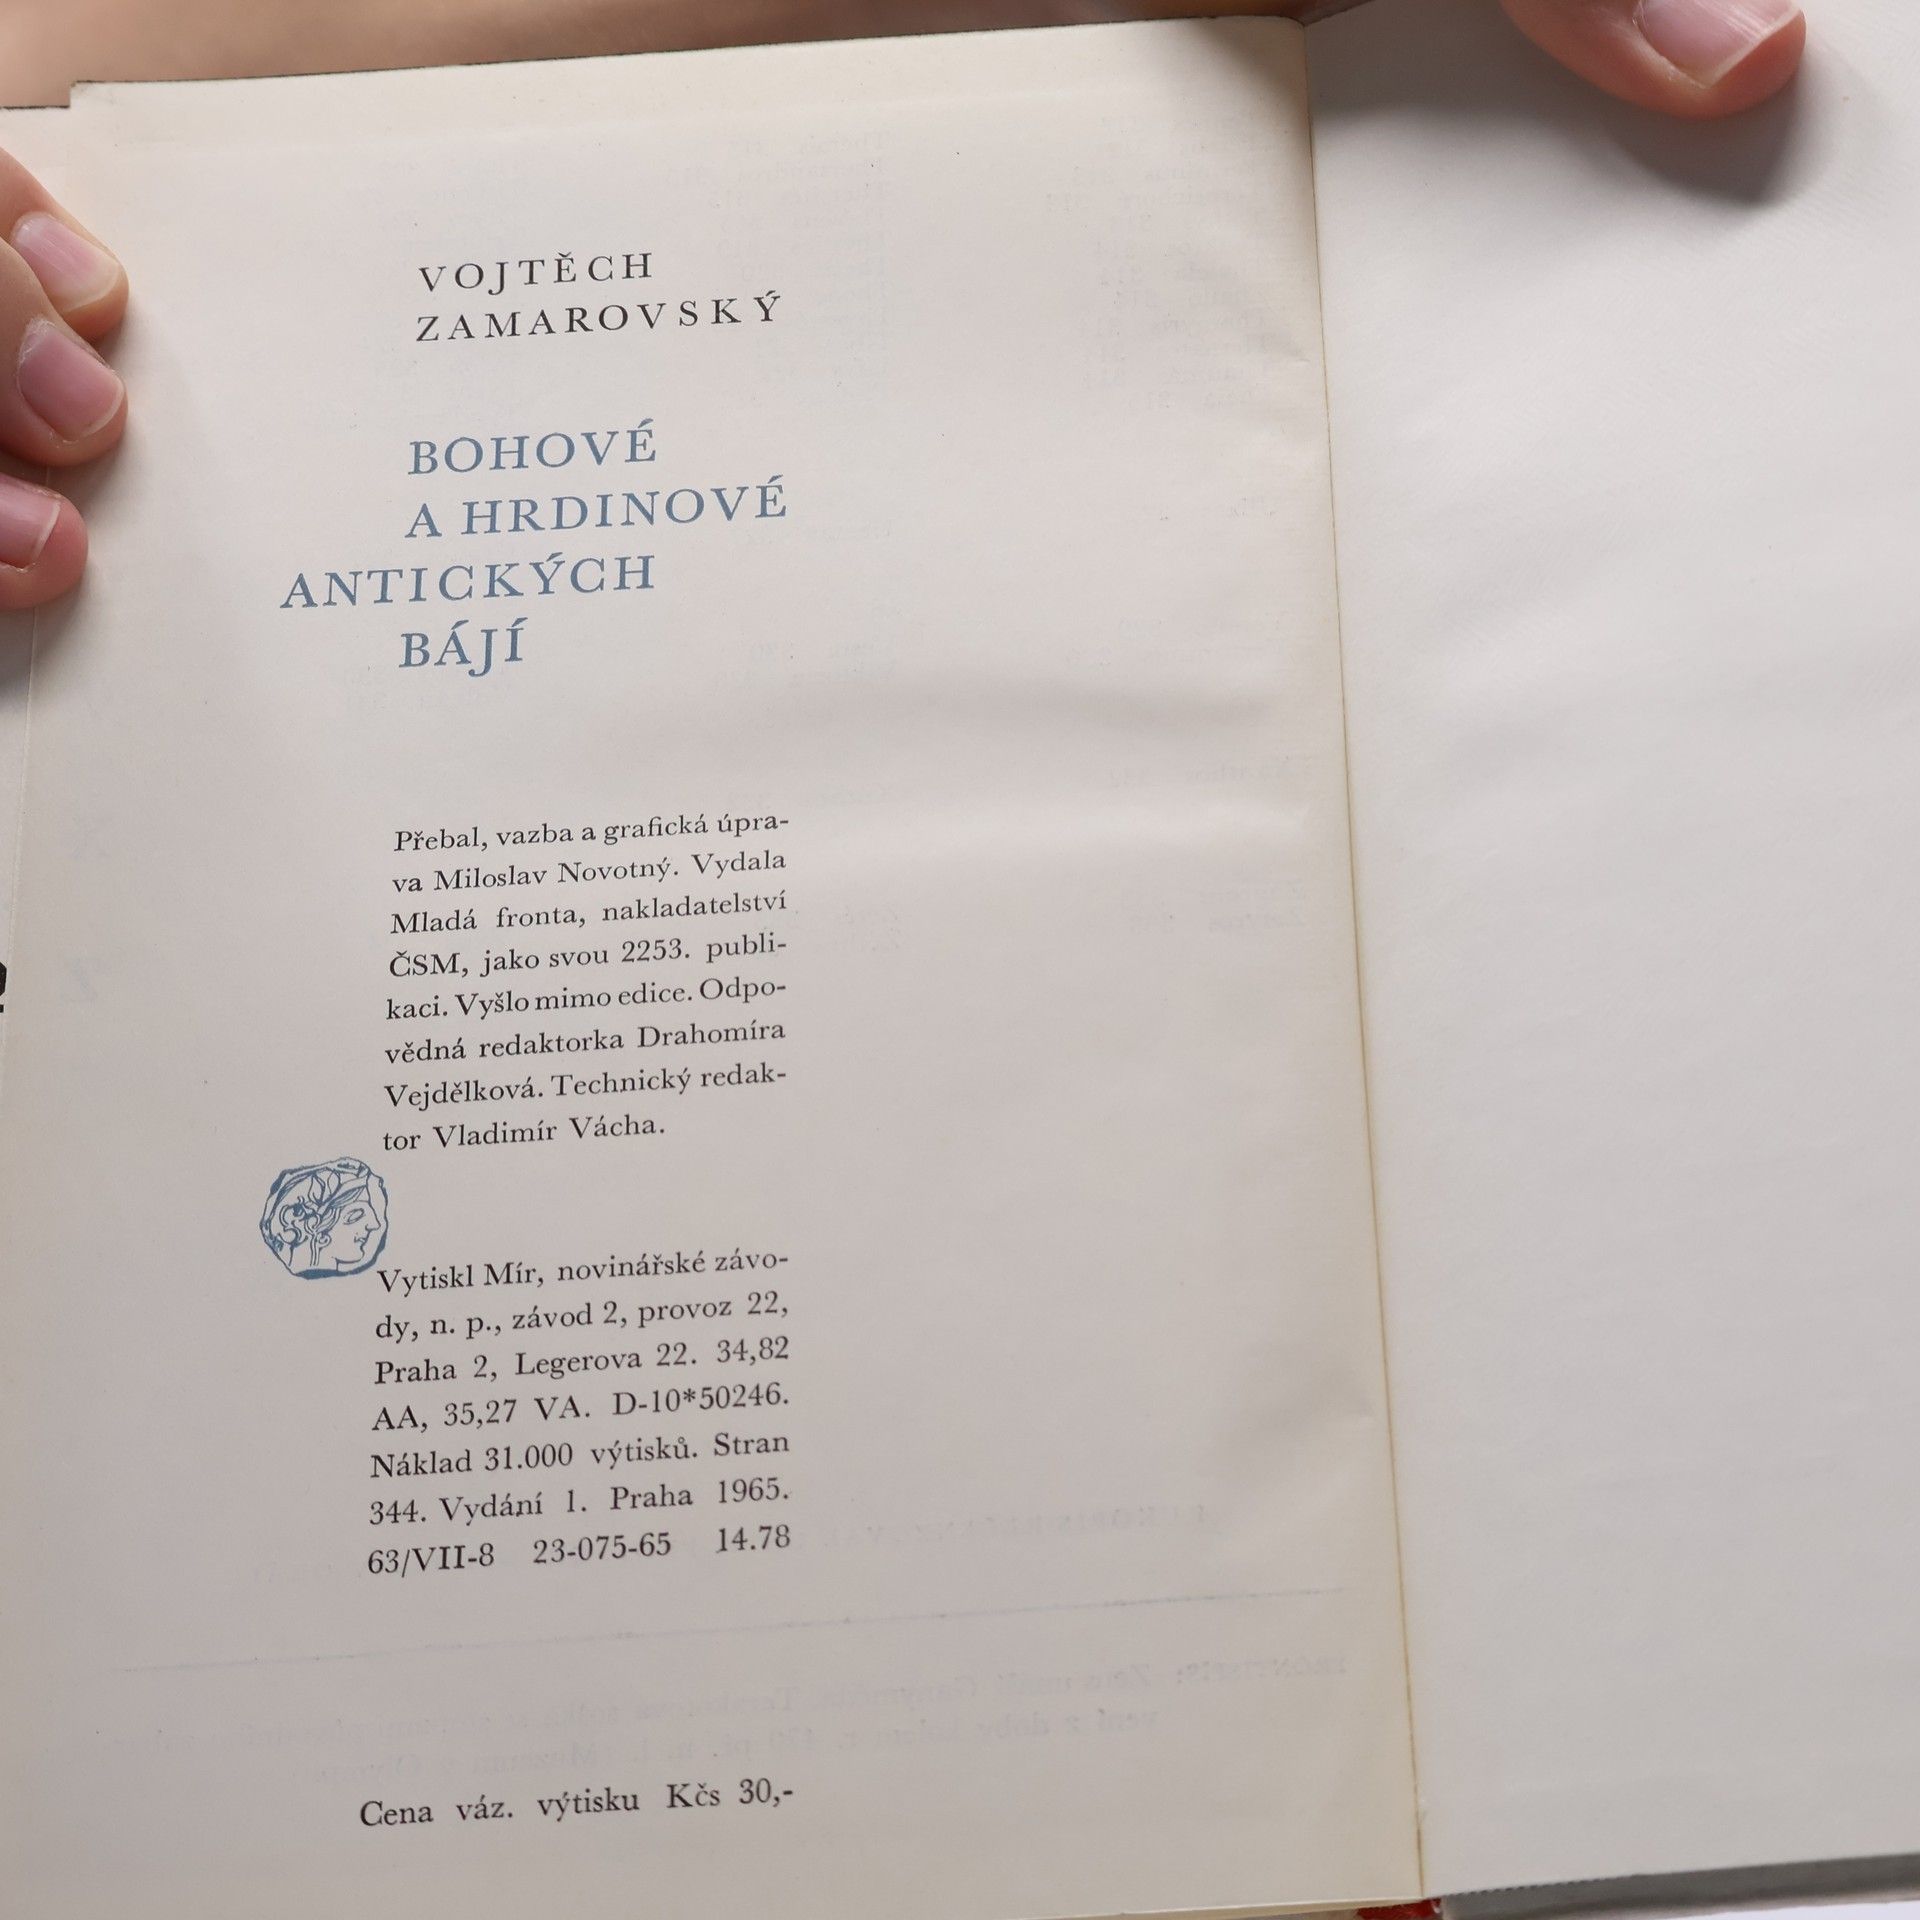 VOJTĚCH
ZAMAROVSKÝ
BOHOVÉ
A HRDINOVÉ
ANTICKÝCH
BÁJÍ
Přebal, vazba a grafická úpra-
va Miloslav Novotný. Vydala
Mladá fronta, nakladatelství
ČSM, jako svou 2253. publi-
kaci. Vyšlo mimo edice. Odpo-
vědná redaktorka Drahomíra
Vejdělková. Technický redak-
tor Vladimír Vácha.
Vytiskl Mír, novinářské závo-
dy, n. p., závod 2, provoz 22,
Praha 2, Legerova 22. 34,82
AA, 35,27 VA. D-10*50246.
Náklad 31.000 výtisků. Stran
344. Vydání 1. Praha 1965.
63/VII-8 23-075-65 14.78
Cena váz. výtisku Kčs 30,-